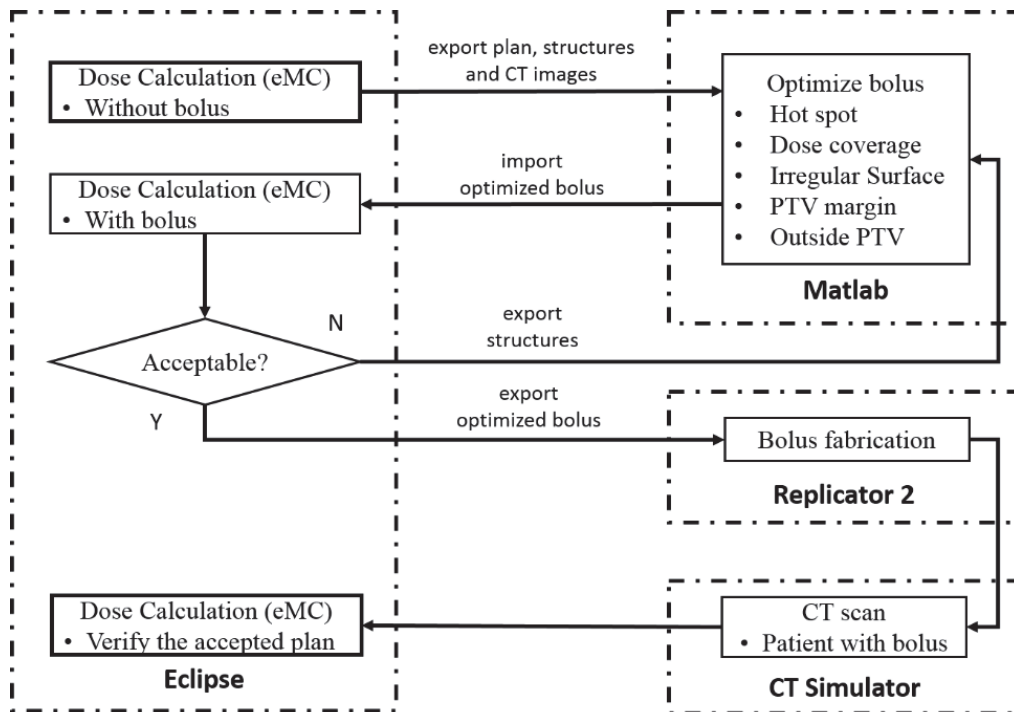 Dose Calculation (eMC)
• Without bolus
export plan, structures
and CT images
Optimize bolus
• Hot spot
• Dose coverage
• Irregular Surface
• PTV margin
• Outside PTV
Matlab
import
optimized bolus
Dose Calculation (eMC)
• With bolus
Acceptable?
N
export
structures
Y
export
optimized bolus
Bolus fabrication
Replicator 2
CT scan
• Patient with bolus
CT Simulator
Dose Calculation (eMC)
• Verify the accepted plan
Eclipse